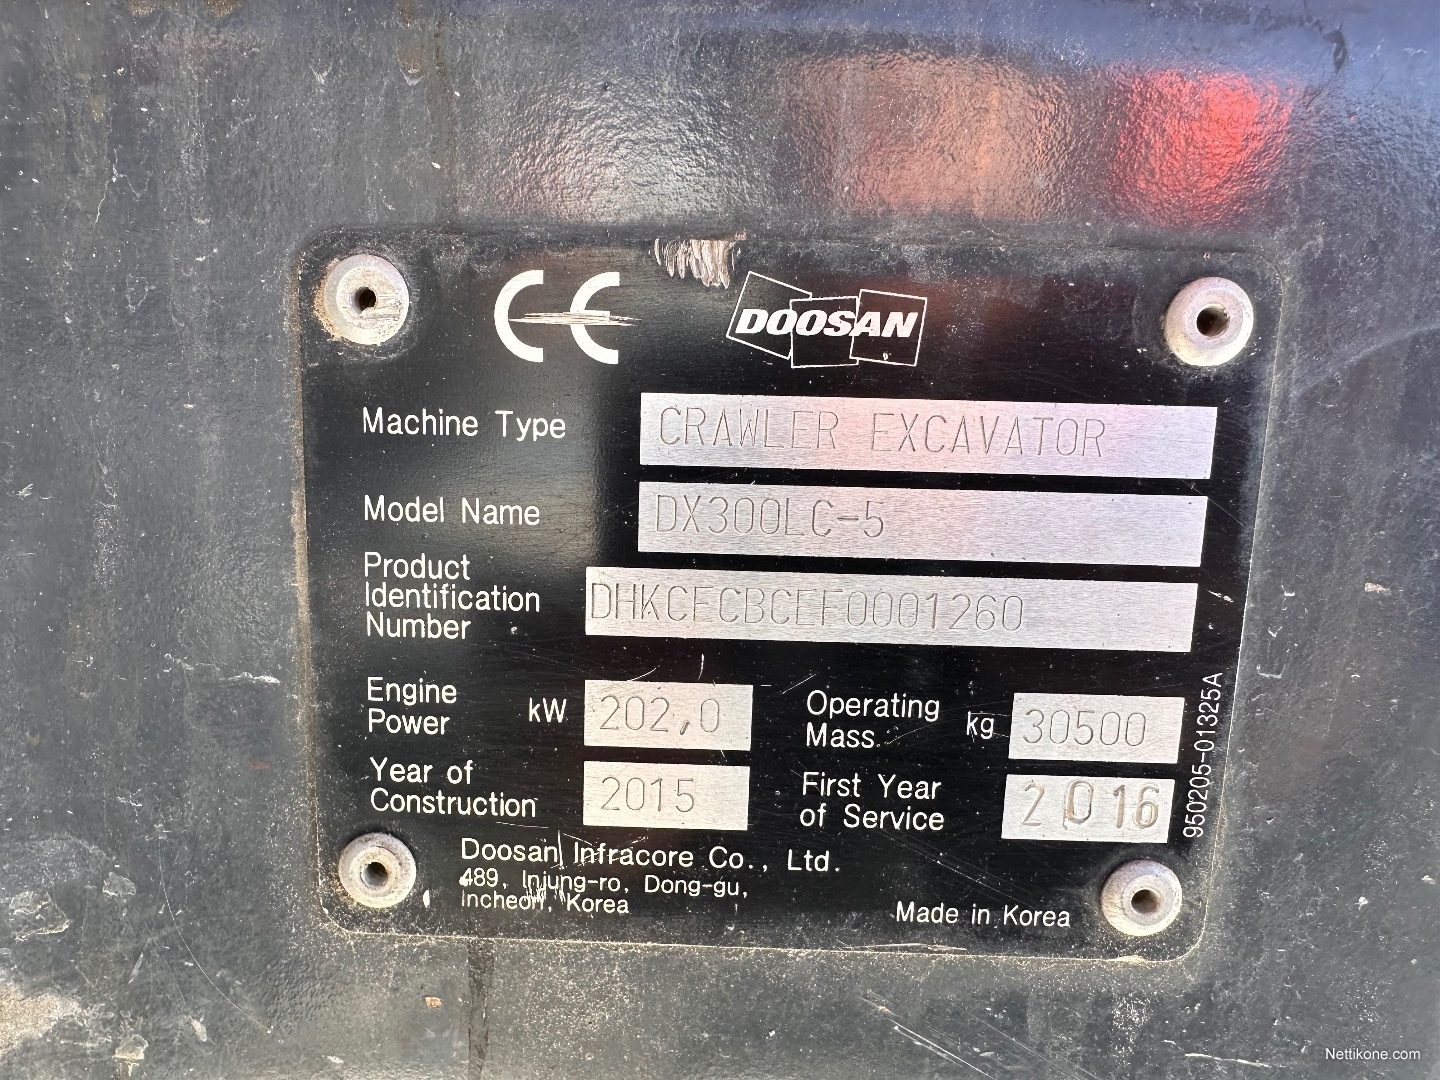 CE DOOSAN
Machine Type CRAWLER EXCAVATOR
Model Name DX300LC-5
Product
Identification
Number DHKCECBCEF0001260
Engine
Power kW 202,0
Operating
Mass kg 30500
Year of
Construction 2015
First Year
of Service 2016
950205-01325A
Doosan Infracore Co., Ltd.
489, Injung-ro, Dong-gu,
Incheon, Korea
Made in Korea
Nettikone.com